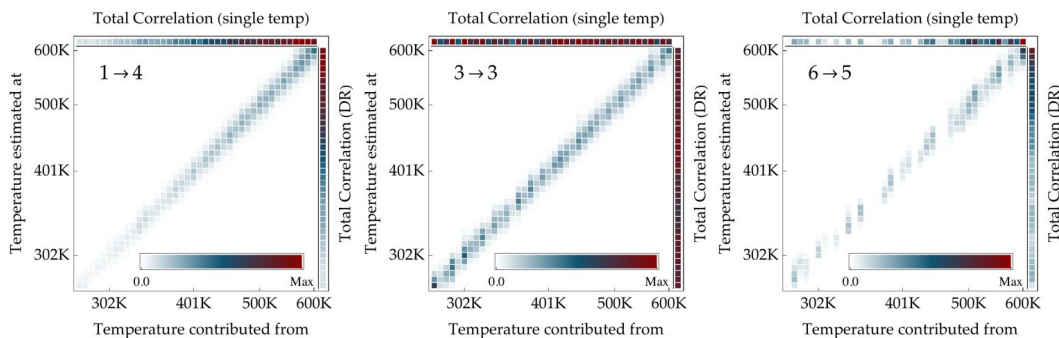 Total Correlation (single temp)
600K
500K
401K
302K
Temperature estimated at
1→4
Total Correlation (DR)
0.0
Max
302K
401K
500K
600K
Temperature contributed from
Total Correlation (single temp)
600K
500K
401K
302K
Temperature estimated at
3→3
Total Correlation (DR)
0.0
Max
302K
401K
500K
600K
Temperature contributed from
Total Correlation (single temp)
600K
500K
401K
302K
Temperature estimated at
6→5
Total Correlation (DR)
0.0
Max
302K
401K
500K
600K
Temperature contributed from